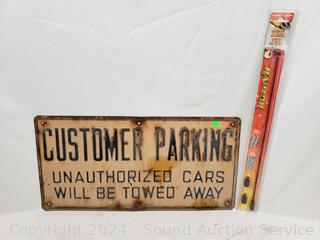 CUSTOMER PARKING
UNAUTHORIZED CARS
WILL BE TOWED AWAY
Copyright 2024 - Sound Auction Service